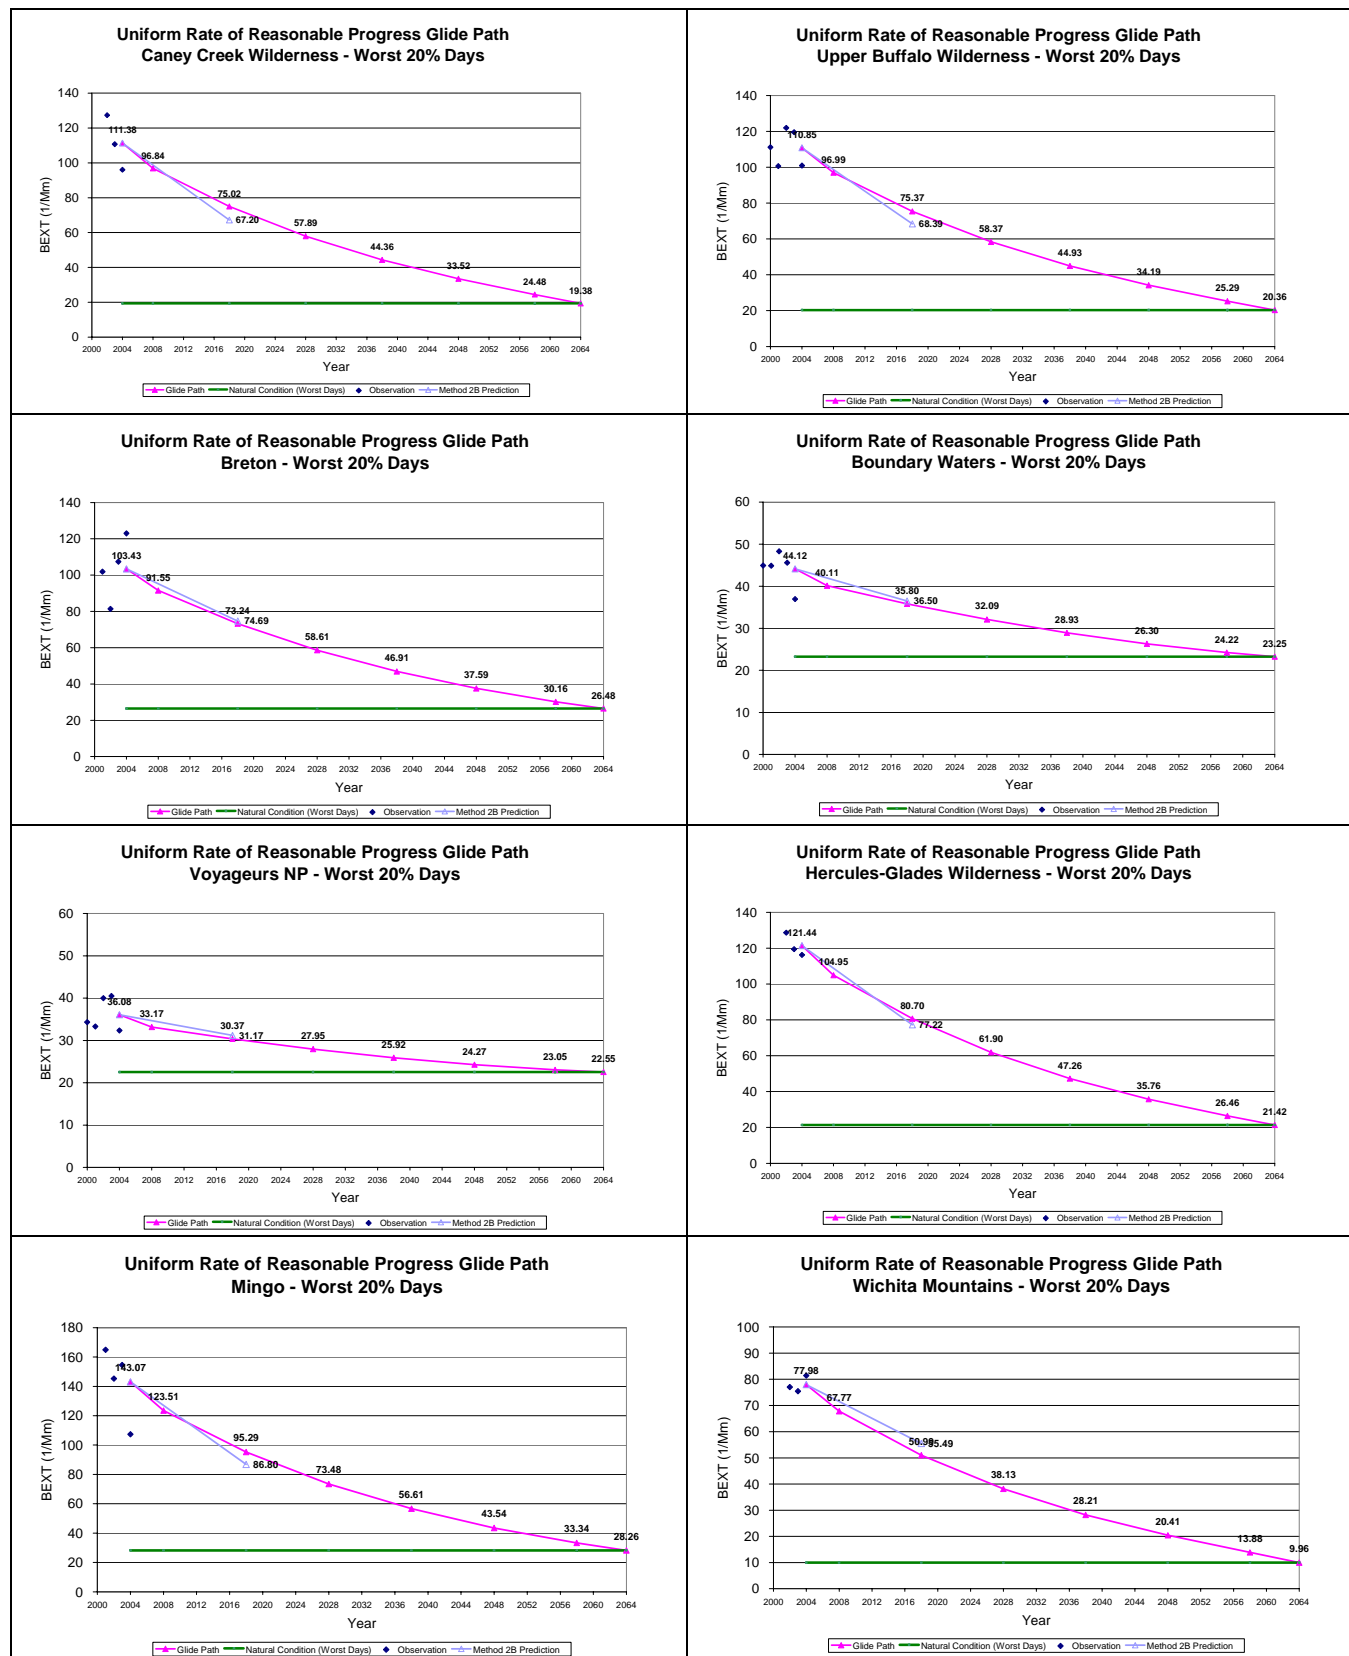 Uniform Rate of Reasonable Progress Glide Path
Caney Creek Wilderness - Worst 20% Days
140
120
100
80
60
40
20
0
BEXT (1/Mm)
111.38
96.84
75.02
67.20
57.89
44.36
33.52
24.48
19.38
2000 2004 2008 2012 2016 2020 2024 2028 2032 2036 2040 2044 2048 2052 2056 2060 2064
Year
Glide Path Natural Condition (Worst Days) Observation Method 2B Prediction
Uniform Rate of Reasonable Progress Glide Path
Upper Buffalo Wilderness - Worst 20% Days
140
120
100
80
60
40
20
0
BEXT (1/Mm)
110.85
96.99
75.37
68.39
58.37
44.93
34.19
25.29
20.36
2000 2004 2008 2012 2016 2020 2024 2028 2032 2036 2040 2044 2048 2052 2056 2060 2064
Year
Glide Path Natural Condition (Worst Days) Observation Method 2B Prediction
Uniform Rate of Reasonable Progress Glide Path
Breton - Worst 20% Days
140
120
100
80
60
40
20
0
BEXT (1/Mm)
103.43
91.55
73.24
74.69
58.61
46.91
37.59
30.16
26.48
2000 2004 2008 2012 2016 2020 2024 2028 2032 2036 2040 2044 2048 2052 2056 2060 2064
Year
Glide Path Natural Condition (Worst Days) Observation Method 2B Prediction
Uniform Rate of Reasonable Progress Glide Path
Boundary Waters - Worst 20% Days
60
50
40
30
20
10
0
BEXT (1/Mm)
44.12
40.11
35.80
36.50
32.09
28.93
26.30
24.22
23.25
2000 2004 2008 2012 2016 2020 2024 2028 2032 2036 2040 2044 2048 2052 2056 2060 2064
Year
Glide Path Natural Condition (Worst Days) Observation Method 2B Prediction
Uniform Rate of Reasonable Progress Glide Path
Voyageurs NP - Worst 20% Days
60
50
40
30
20
10
0
BEXT (1/Mm)
36.08
33.17
30.37
31.17
27.95
25.92
24.27
23.05
22.55
2000 2004 2008 2012 2016 2020 2024 2028 2032 2036 2040 2044 2048 2052 2056 2060 2064
Year
Glide Path Natural Condition (Worst Days) Observation Method 2B Prediction
Uniform Rate of Reasonable Progress Glide Path
Hercules-Glades Wilderness - Worst 20% Days
140
120
100
80
60
40
20
0
BEXT (1/Mm)
121.44
104.95
80.70
77.22
61.90
47.26
35.76
26.46
21.42
2000 2004 2008 2012 2016 2020 2024 2028 2032 2036 2040 2044 2048 2052 2056 2060 2064
Year
Glide Path Natural Condition (Worst Days) Observation Method 2B Prediction
Uniform Rate of Reasonable Progress Glide Path
Mingo - Worst 20% Days
180
160
140
120
100
80
60
40
20
0
BEXT (1/Mm)
143.07
123.51
95.29
86.80
73.48
56.61
43.54
33.34
28.26
2000 2004 2008 2012 2016 2020 2024 2028 2032 2036 2040 2044 2048 2052 2056 2060 2064
Year
Glide Path Natural Condition (Worst Days) Observation Method 2B Prediction
Uniform Rate of Reasonable Progress Glide Path
Wichita Mountains - Worst 20% Days
100
90
80
70
60
50
40
30
20
10
0
BEXT (1/Mm)
77.98
67.77
50.99
55.49
38.13
28.21
20.41
13.88
9.96
2000 2004 2008 2012 2016 2020 2024 2028 2032 2036 2040 2044 2048 2052 2056 2060 2064
Year
Glide Path Natural Condition (Worst Days) Observation Method 2B Prediction